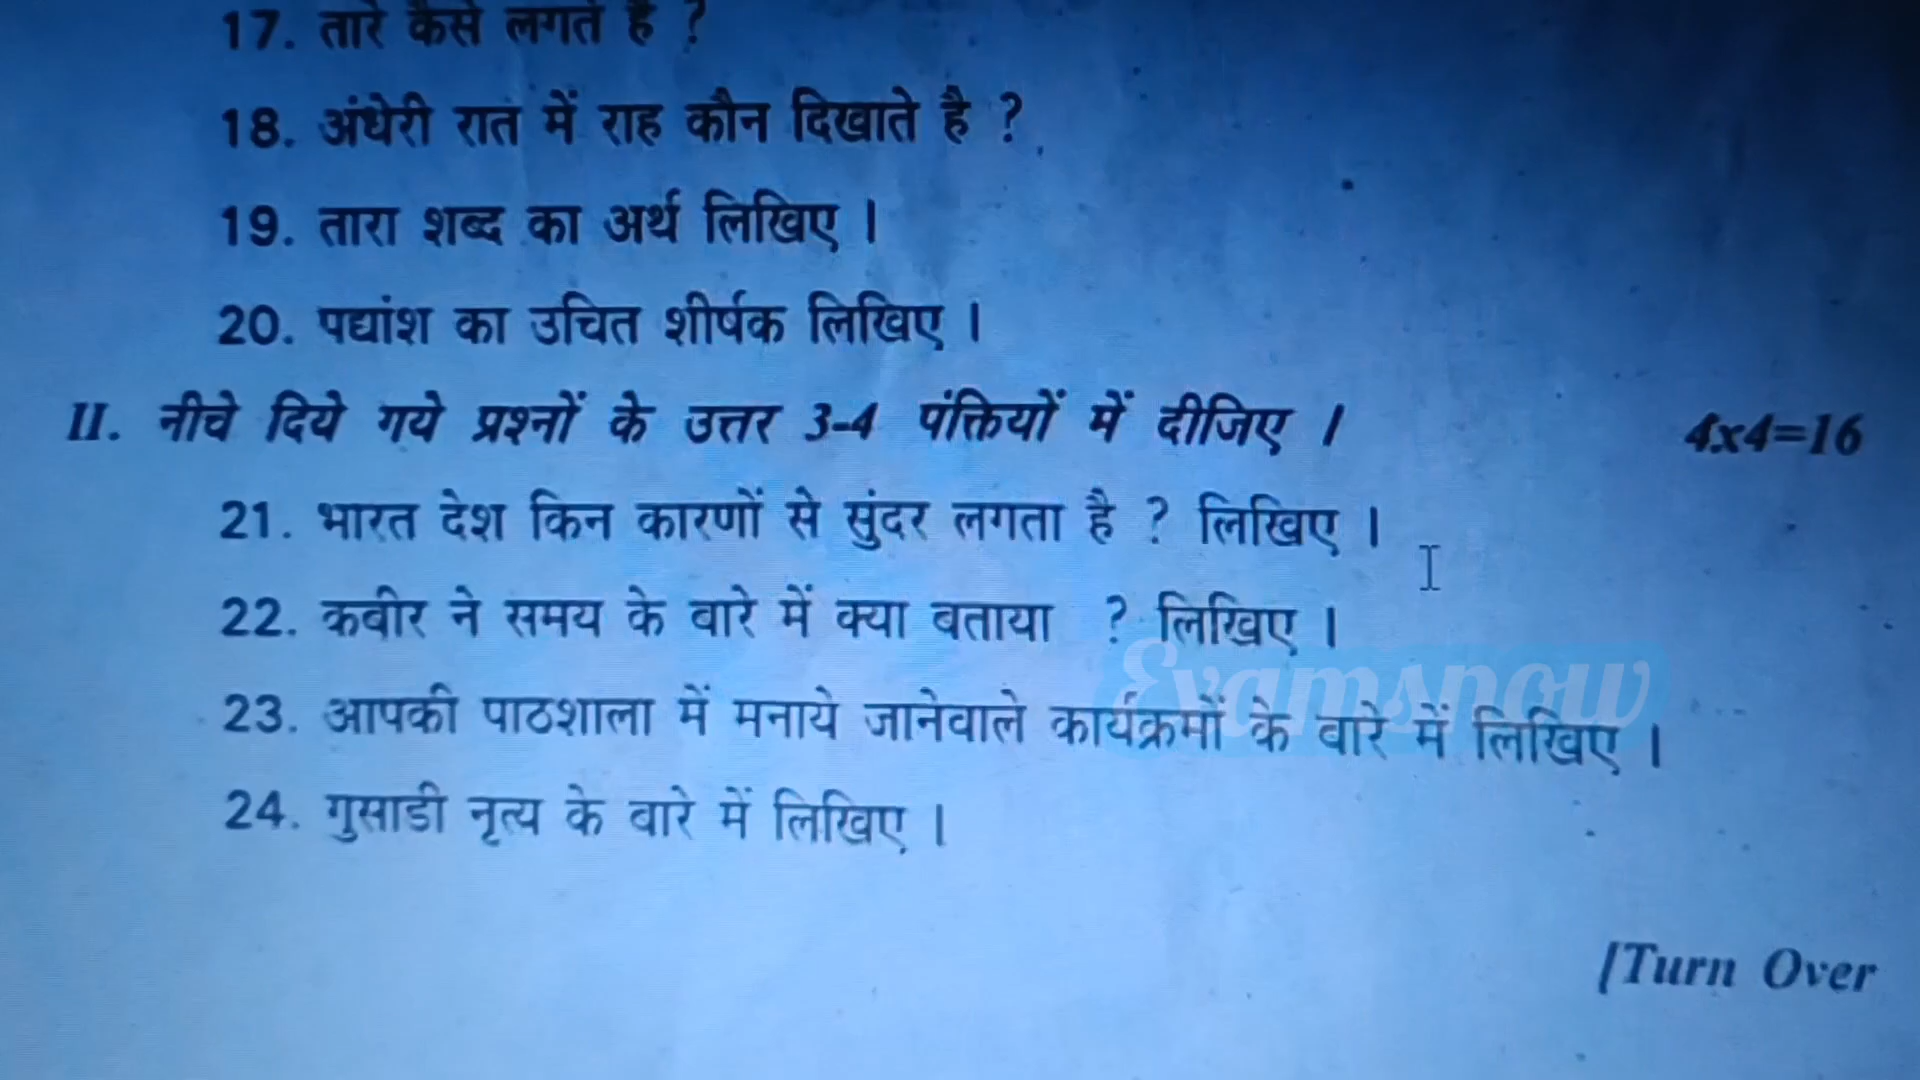 17. तारे कैसे लगते है ?
18. अंधेरी रात में राह कौन दिखाते है ?
19. तारा शब्द का अर्थ लिखिए ।
20. पद्यांश का उचित शीर्षक लिखिए ।
II. नीचे दिये गये प्रश्नों के उत्तर 3-4 पंक्तियों में दीजिए । 4x4=16
21. भारत देश किन कारणों से सुंदर लगता है ? लिखिए ।
22. कबीर ने समय के बारे में क्या बताया ? लिखिए ।
Examsnow
23. आपकी पाठशाला में मनाये जानेवाले कार्यक्रमों के बारे में लिखिए ।
24. गुसाडी नृत्य के बारे में लिखिए ।
[Turn Over